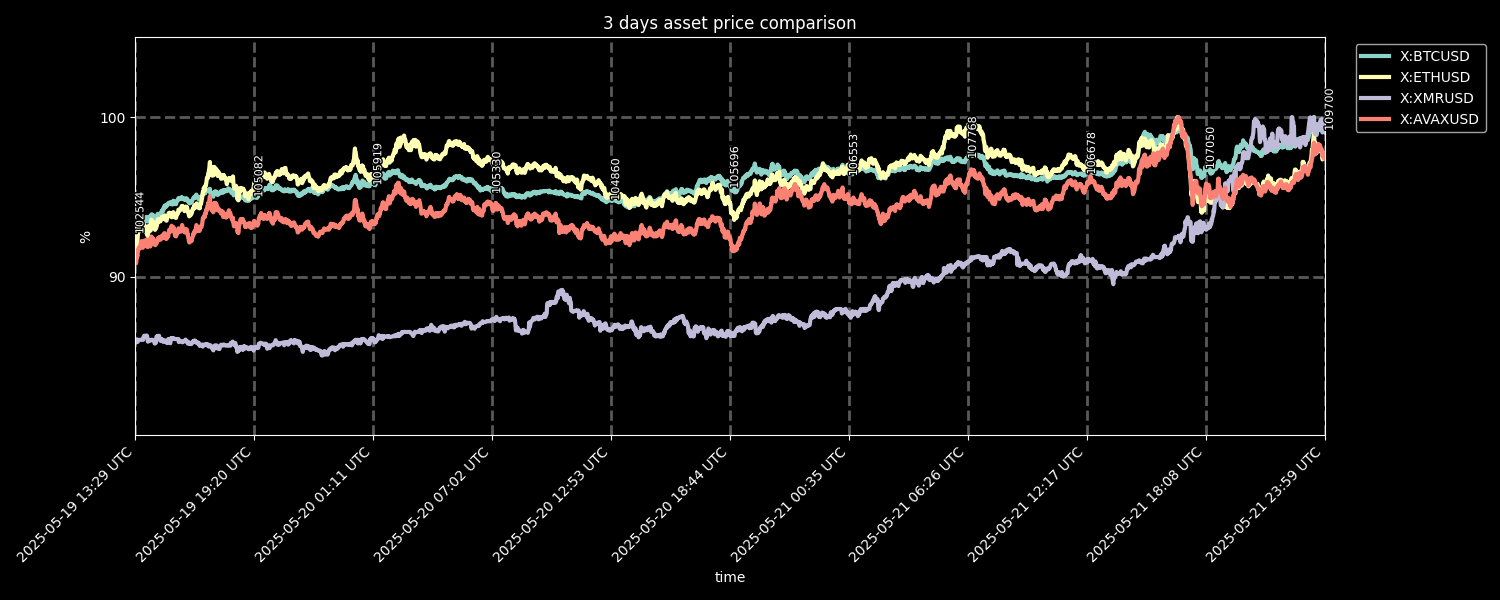 3 days asset price comparison
X:BTCUSD
X:ETHUSD
X:XMRUSD
X:AVAXUSD
100
90
%
102544
105082
105919
105330
104860
105696
106553
107768
106678
107050
109700
2025-05-19 13:29 UTC
2025-05-19 19:20 UTC
2025-05-20 01:11 UTC
2025-05-20 07:02 UTC
2025-05-20 12:53 UTC
2025-05-20 18:44 UTC
2025-05-21 00:35 UTC
2025-05-21 06:26 UTC
2025-05-21 12:17 UTC
2025-05-21 18:08 UTC
2025-05-21 23:59 UTC
time